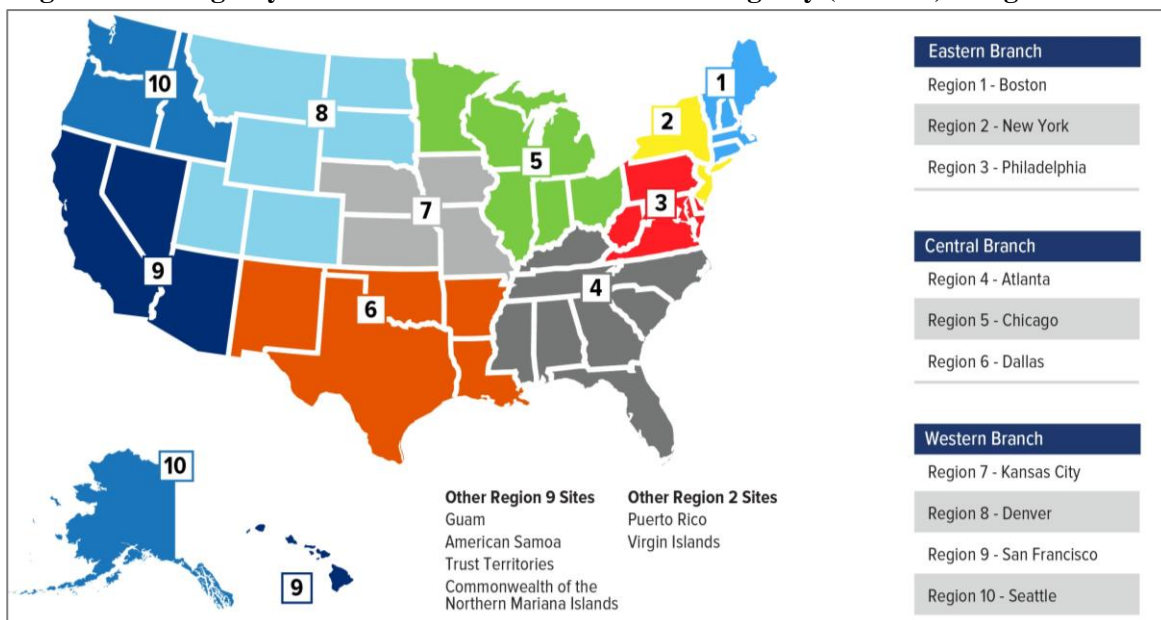 10
8
1
2
5
3
7
9
4
6
10
9
Other Region 9 Sites
Guam
American Samoa
Trust Territories
Commonwealth of the
Northern Mariana Islands
Other Region 2 Sites
Puerto Rico
Virgin Islands
Eastern Branch
Region 1 - Boston
Region 2 - New York
Region 3 - Philadelphia
Central Branch
Region 4 - Atlanta
Region 5 - Chicago
Region 6 - Dallas
Western Branch
Region 7 - Kansas City
Region 8 - Denver
Region 9 - San Francisco
Region 10 - Seattle